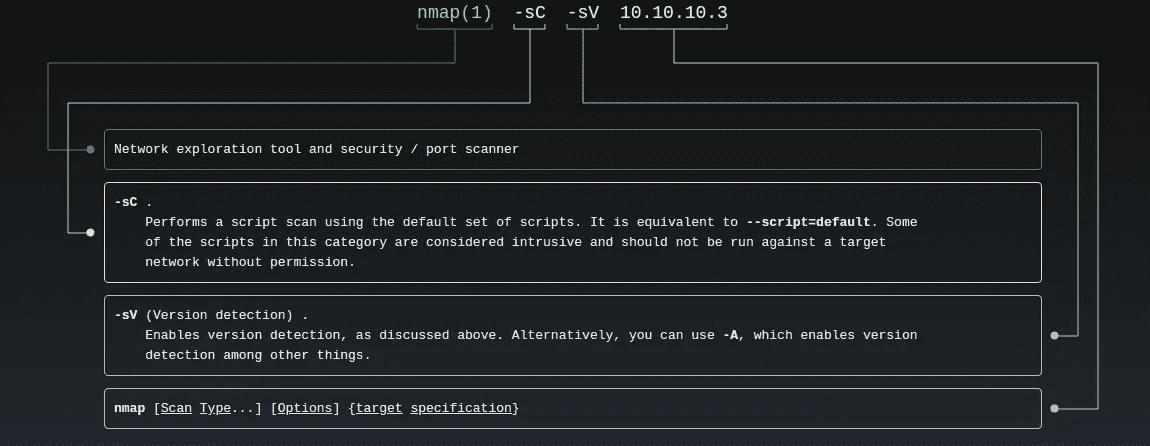 nmap(1) -sC -sV 10.10.10.3
Network exploration tool and security / port scanner
-sC .
Performs a script scan using the default set of scripts. It is equivalent to --script=default. Some
of the scripts in this category are considered intrusive and should not be run against a target
network without permission.
-sV (Version detection) .
Enables version detection, as discussed above. Alternatively, you can use -A, which enables version
detection among other things.
nmap [Scan Type...] [Options] {target specification}